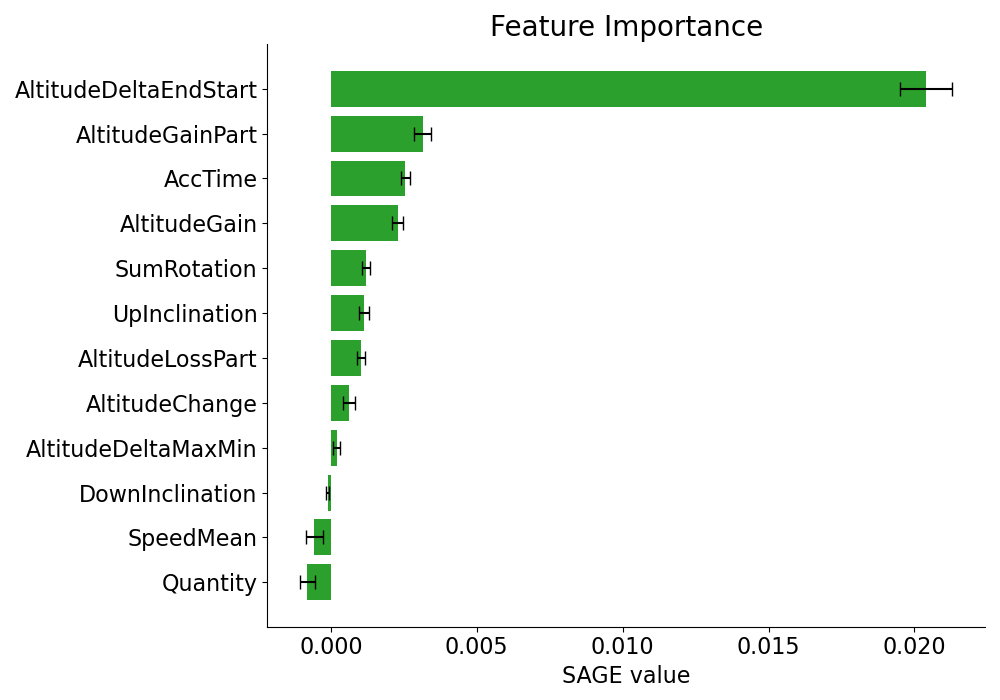 Feature Importance
AltitudeDeltaEndStart
AltitudeGainPart
AccTime
AltitudeGain
SumRotation
UpInclination
AltitudeLossPart
AltitudeChange
AltitudeDeltaMaxMin
DownInclination
SpeedMean
Quantity
0.000 0.005 0.010 0.015 0.020
SAGE value